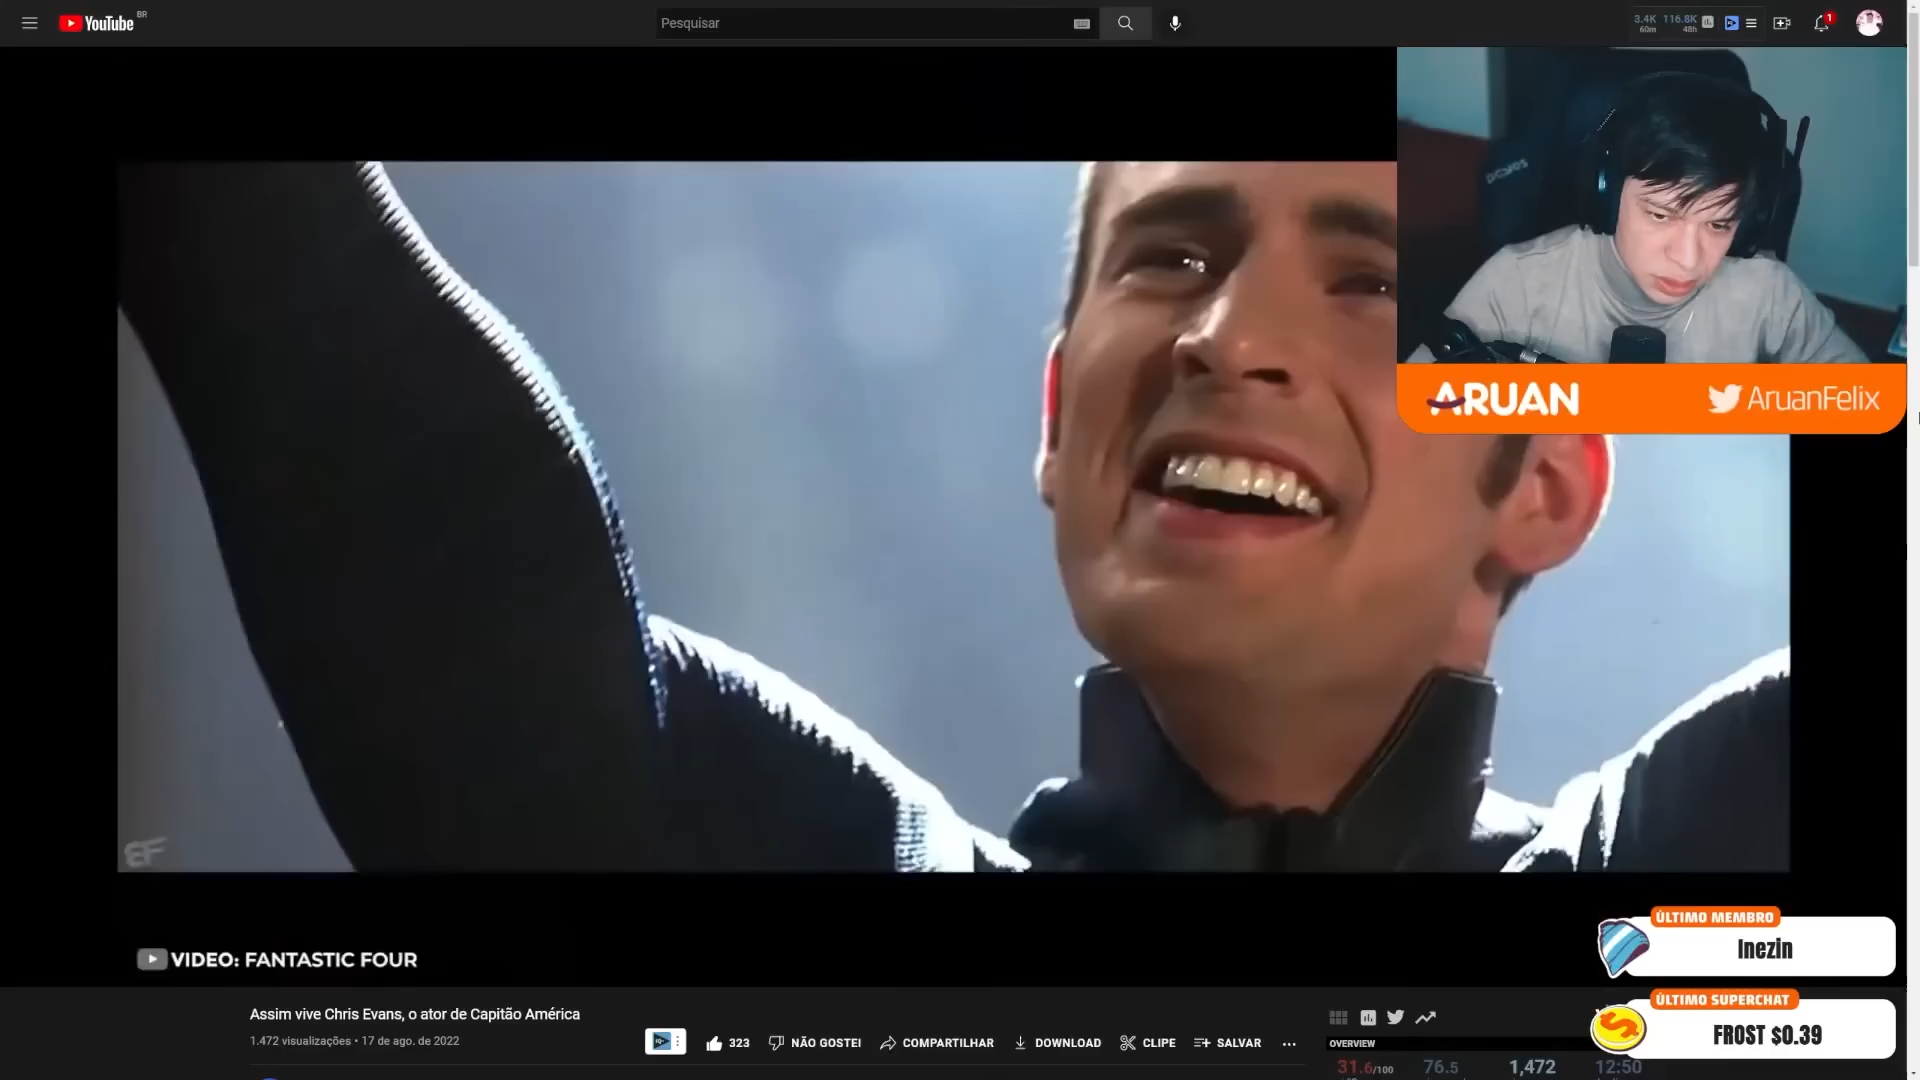 YouTube BR
Pesquisar
3.4K 60m 116.8K 48h
1
ARUAN
AruanFelix
VIDEO: FANTASTIC FOUR
ÚLTIMO MEMBRO
Inezin
ÚLTIMO SUPERCHAT
FROST $0.39
Assim vive Chris Evans, o ator de Capitão América
1.472 visualizações • 17 de ago. de 2022
323
NÃO GOSTEI
COMPARTILHAR
DOWNLOAD
CLIPE
SALVAR
OVERVIEW
31.6/100 76.5 1,472 12:50